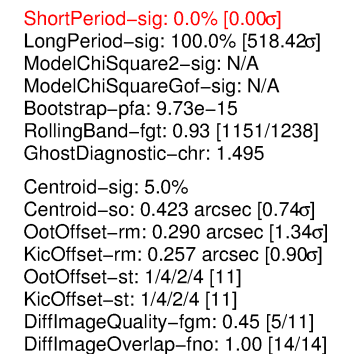 ShortPeriod−sig: 0.0% [0.00σ]
LongPeriod−sig: 100.0% [518.42σ]
ModelChiSquare2−sig: N/A
ModelChiSquareGof−sig: N/A
Bootstrap−pfa: 9.73e−15
RollingBand−fgt: 0.93 [1151/1238]
GhostDiagnostic−chr: 1.495
Centroid−sig: 5.0%
Centroid−so: 0.423 arcsec [0.74σ]
OotOffset−rm: 0.290 arcsec [1.34σ]
KicOffset−rm: 0.257 arcsec [0.90σ]
OotOffset−st: 1/4/2/4 [11]
KicOffset−st: 1/4/2/4 [11]
DiffImageQuality−fgm: 0.45 [5/11]
DiffImageOverlap−fno: 1.00 [14/14]